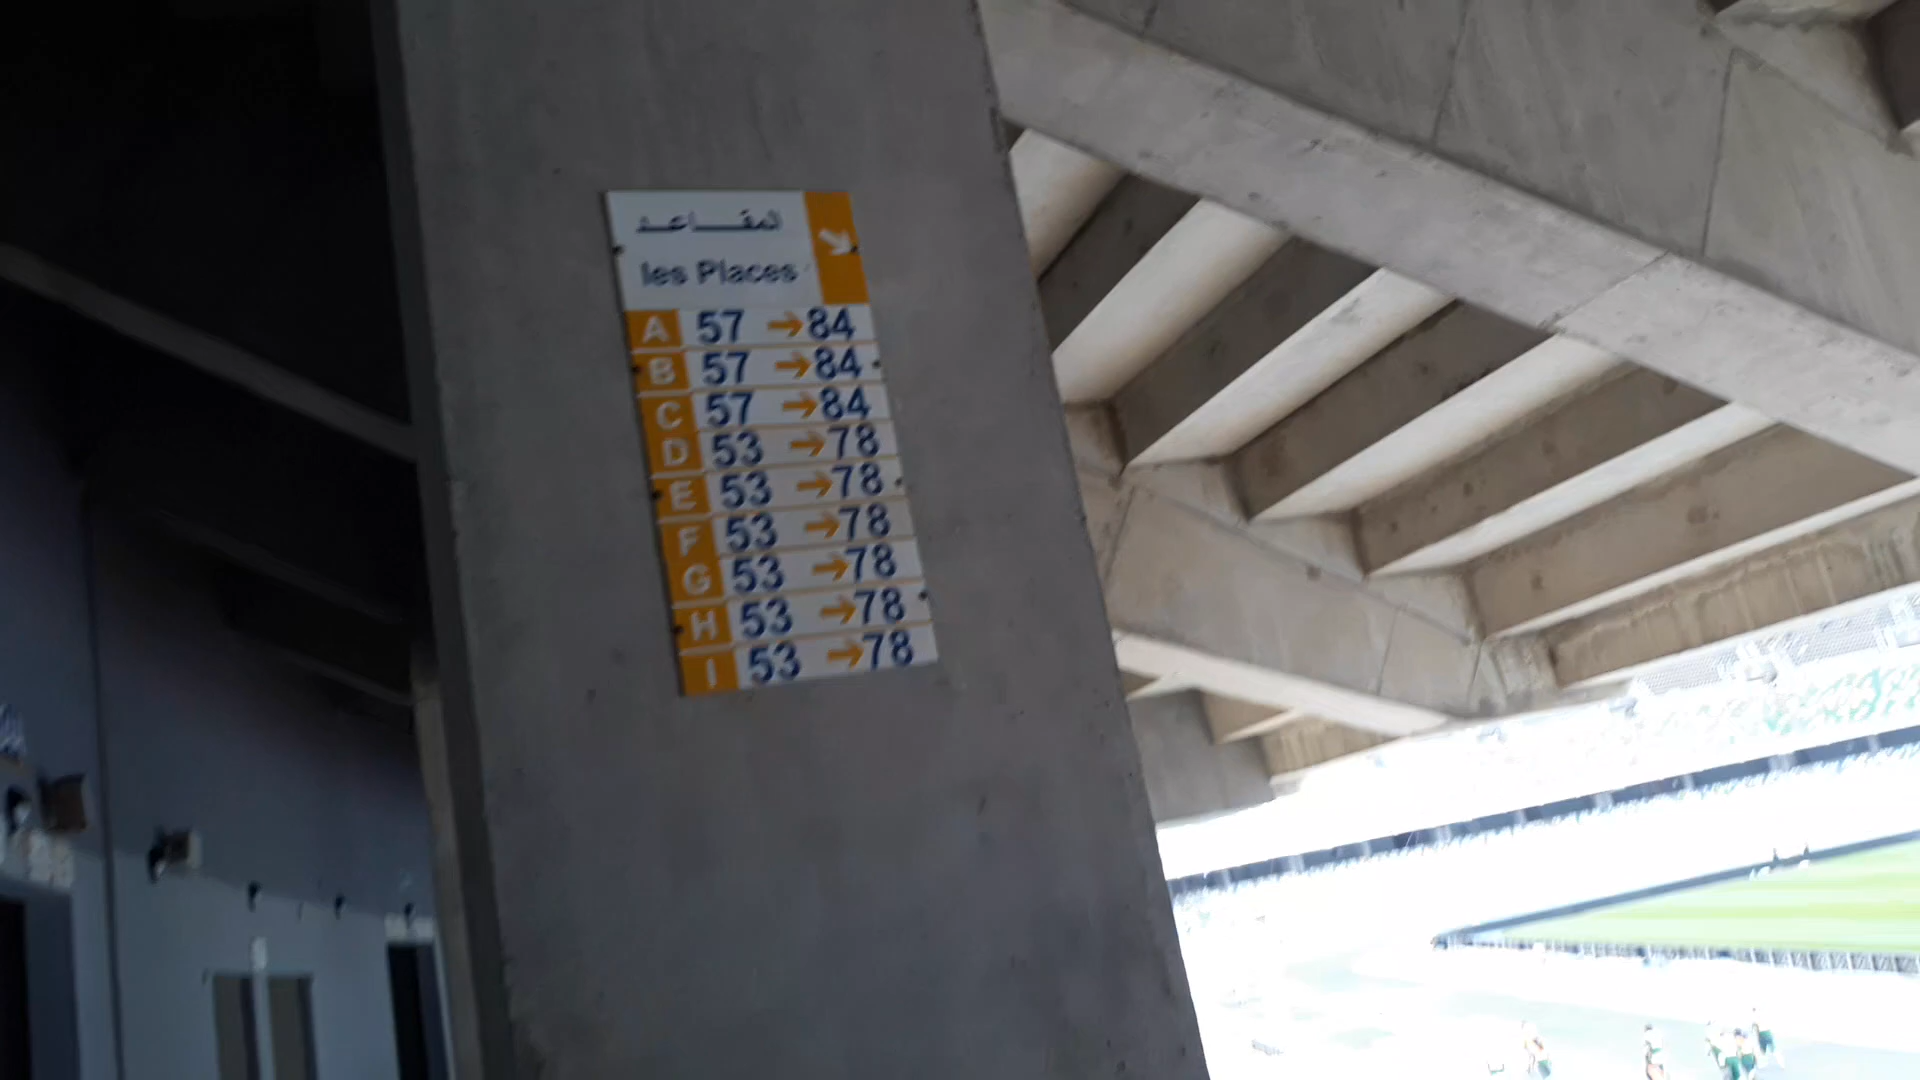 المقاعد
les Places
A 57 → 84
B 57 → 84
C 57 → 84
D 53 → 78
E 53 → 78
F 53 → 78
G 53 → 78
H 53 → 78
I 53 → 78